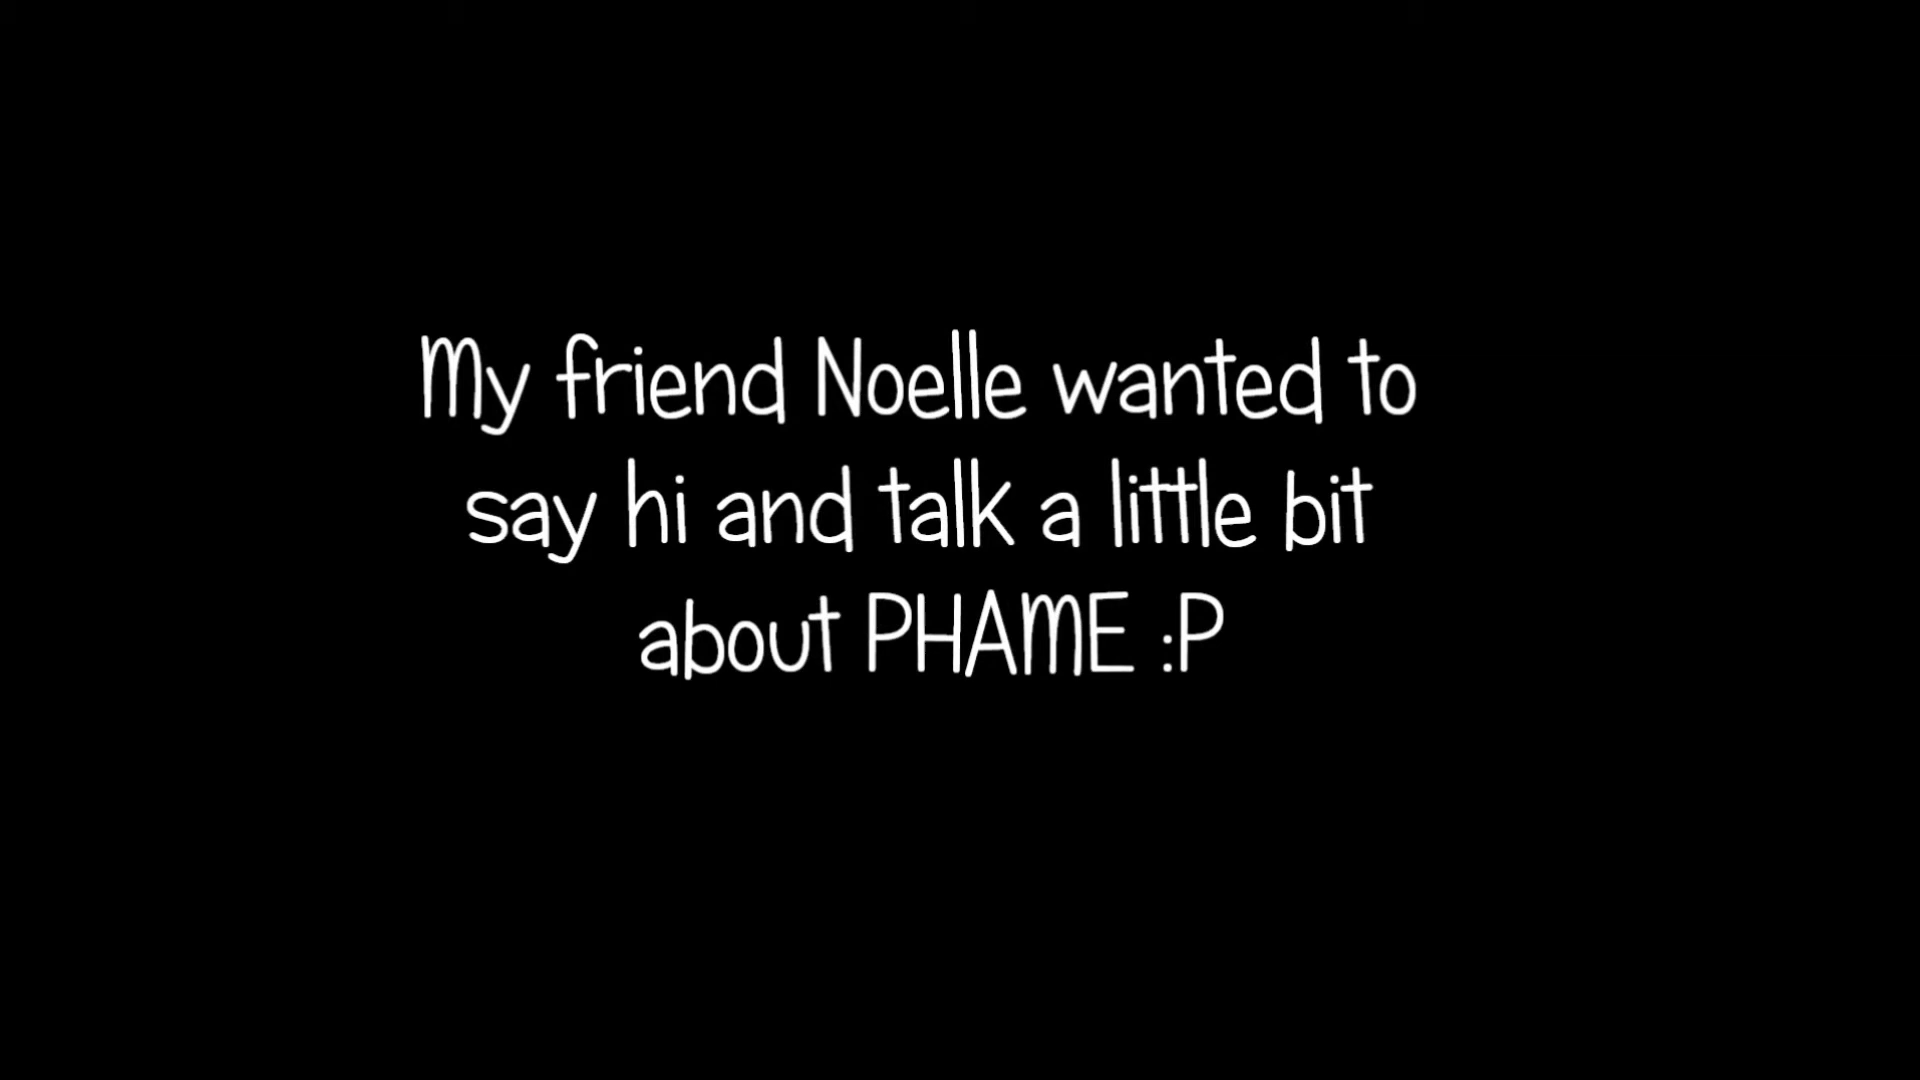 My friend Noelle wanted to
say hi and talk a little bit
about PHAME :P